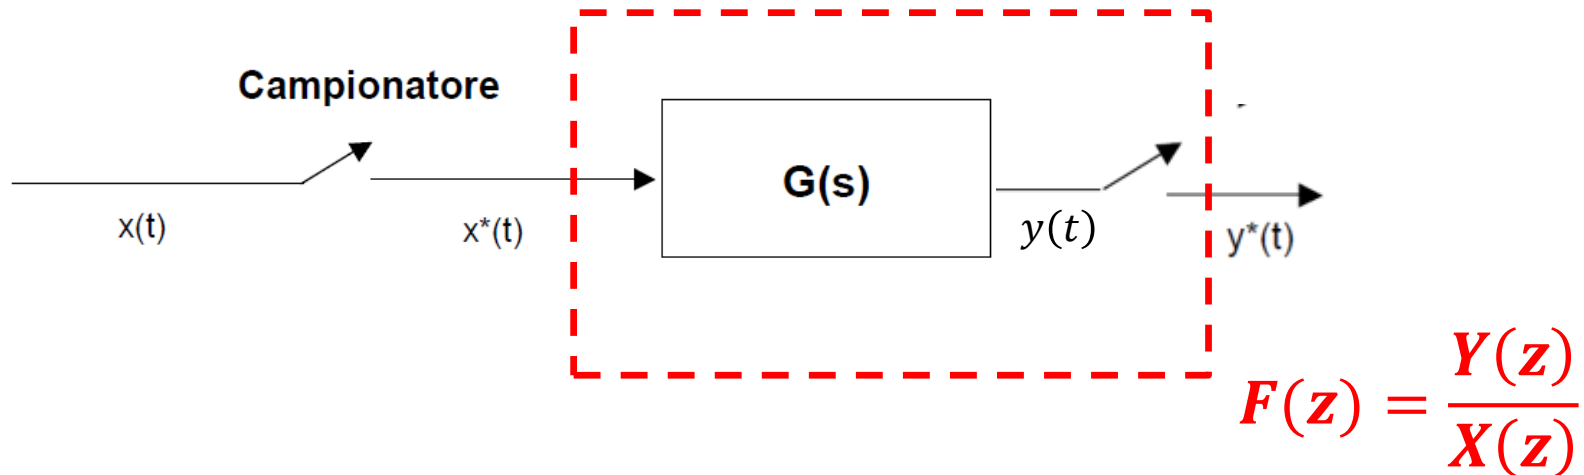 Campionatore
G(s)
x(t)
x*(t)
y(t)
y*(t)
F(z) = Y(z) / X(z)